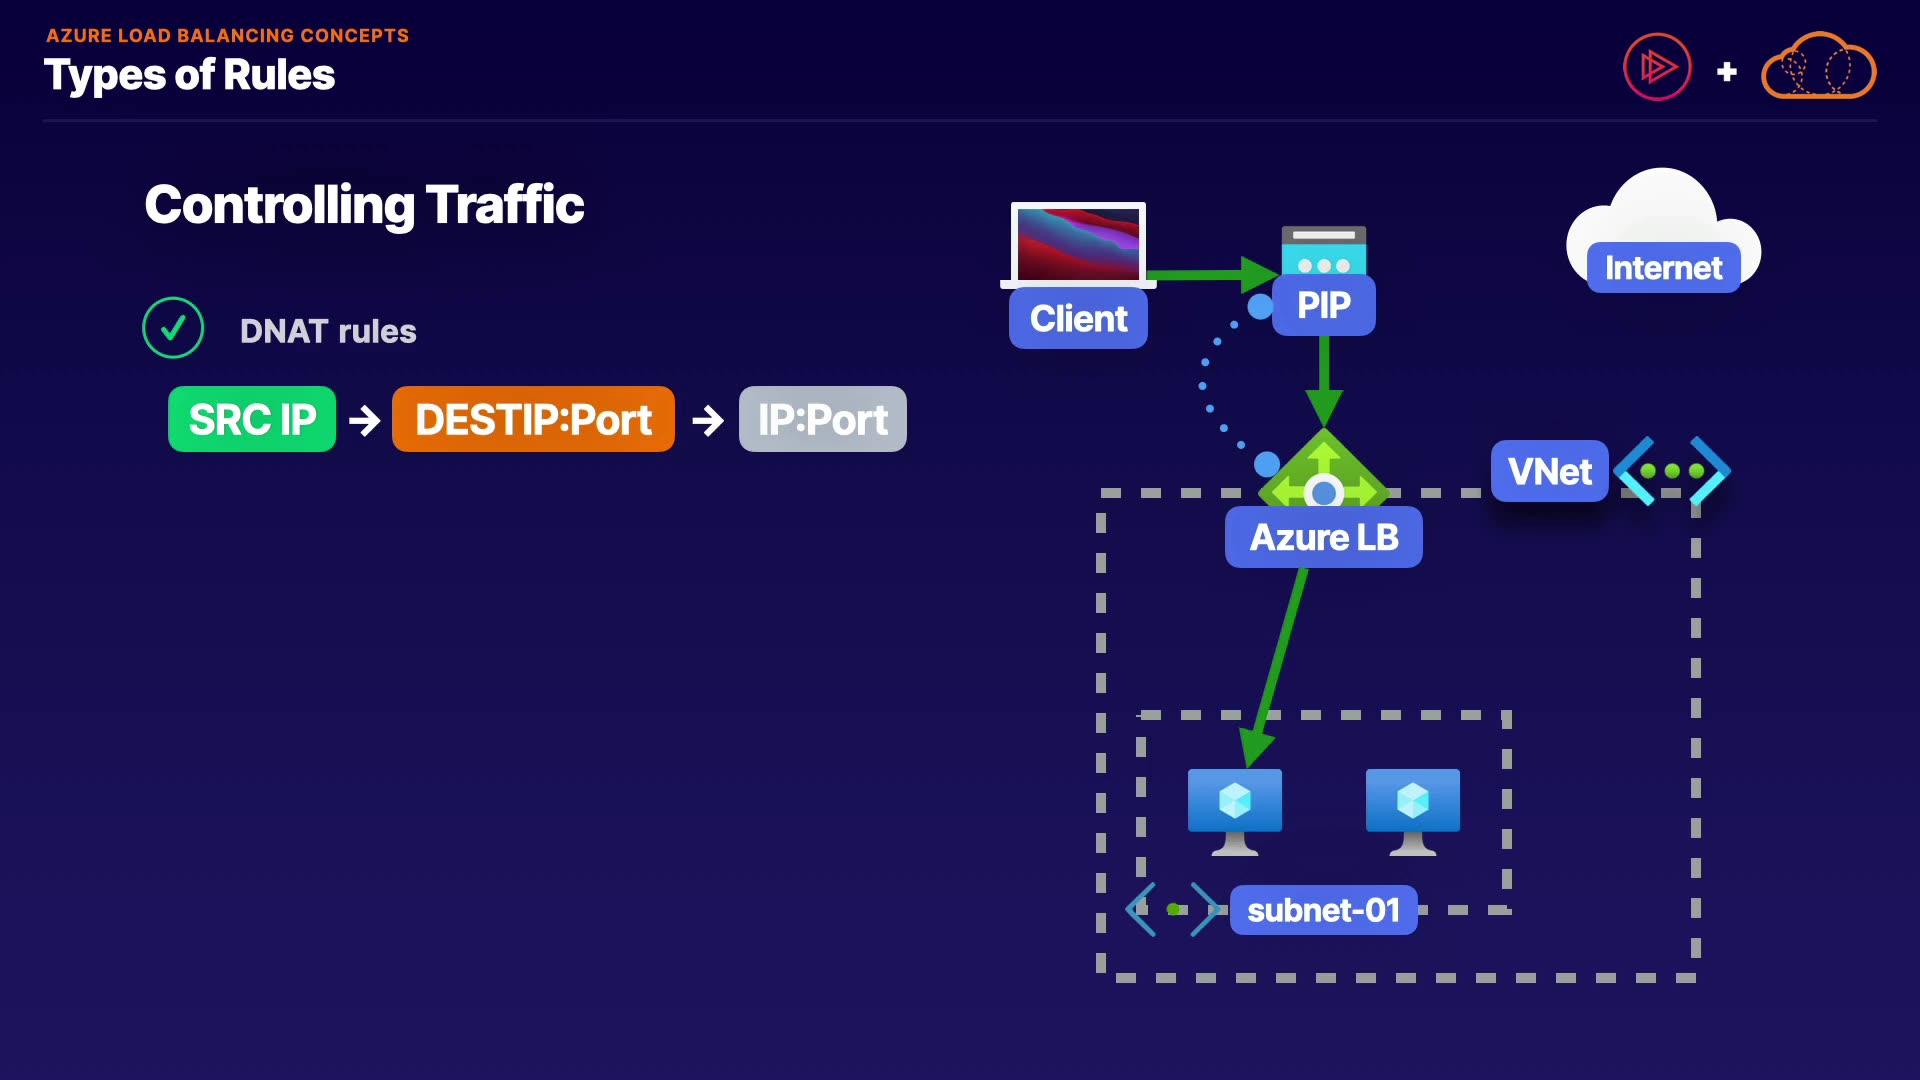 AZURE LOAD BALANCING CONCEPTS
Types of Rules
Controlling Traffic
DNAT rules
SRC IP → DESTIP:Port → IP:Port
Client
PIP
Internet
VNet
Azure LB
subnet-01